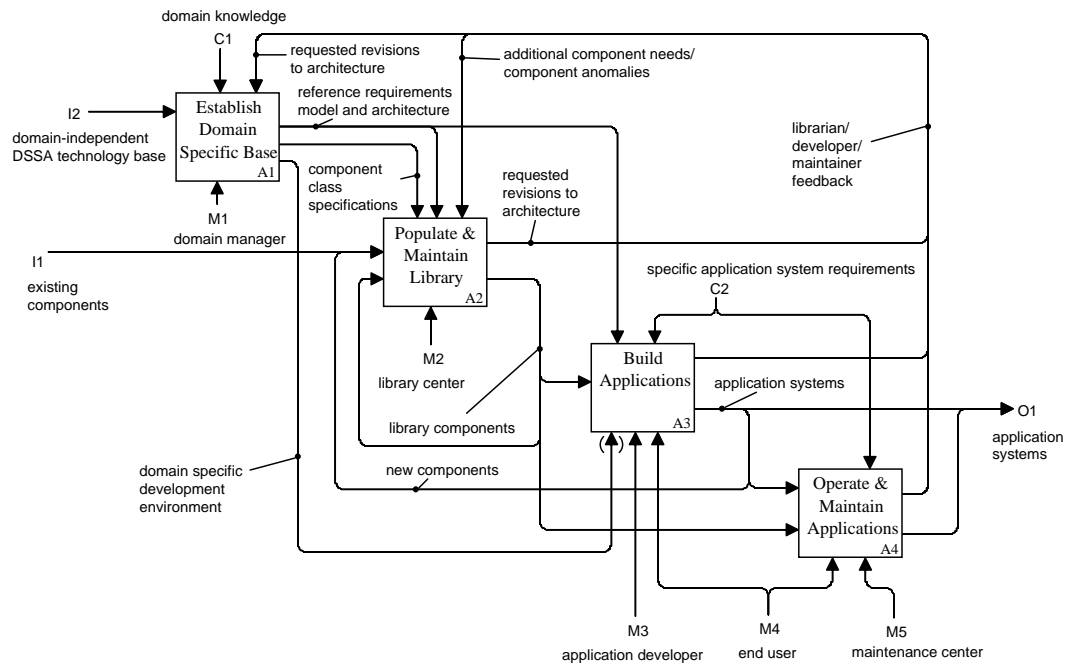 domain knowledge
C1
requested revisions
to architecture
additional component needs/
component anomalies
reference requirements
model and architecture
I2
domain-independent
DSSA technology base
Establish
Domain
Specific Base
A1
M1
domain manager
component
class
specifications
requested
revisions to
architecture
librarian/
developer/
maintainer
feedback
I1
existing
components
Populate &
Maintain
Library
A2
M2
library center
specific application system requirements
C2
Build
Applications
A3
application systems
O1
application
systems
library components
( )
domain specific
development
environment
new components
Operate &
Maintain
Applications
A4
M3
application developer
M4
end user
M5
maintenance center